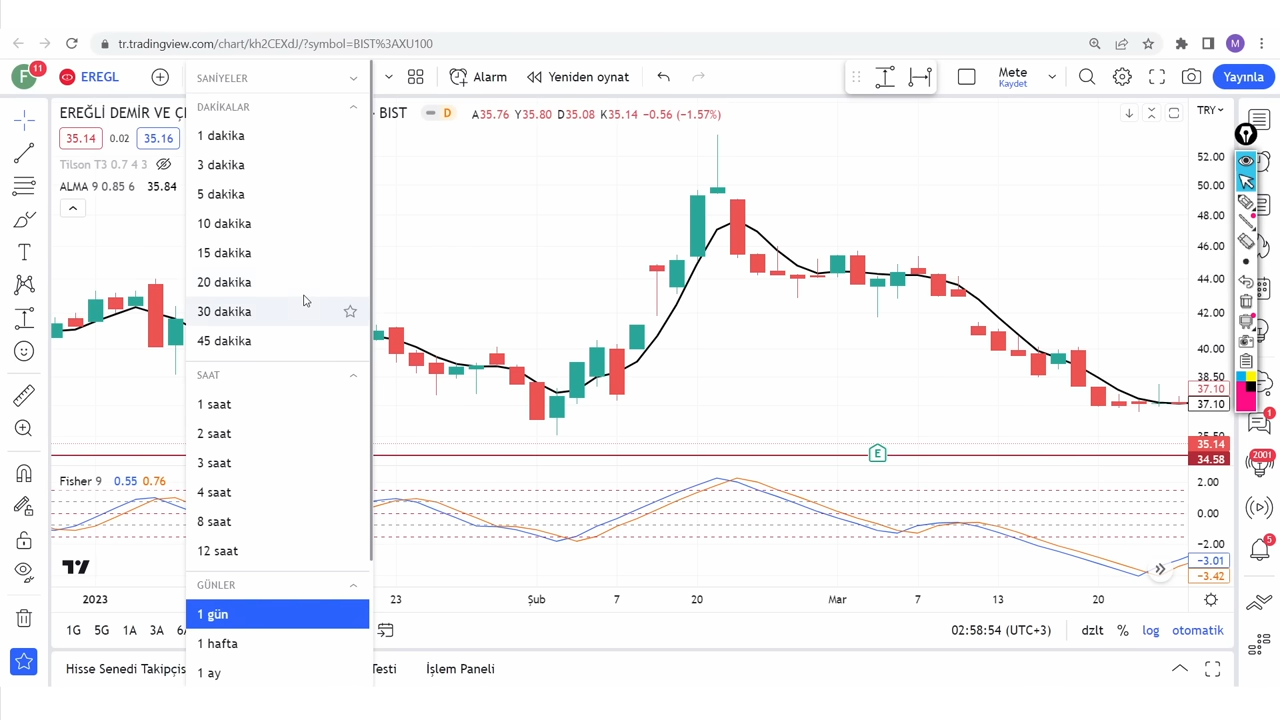 tr.tradingview.com/chart/kh2CEXdJ/?symbol=BIST%3AXU100
M
F
11
EREGL
SANİYELER
Alarm
Yeniden oynat
Mete
Kaydet
Yayınla
EREĞLİ DEMİR VE
BIST
D
A35.76 Y35.80 D35.08 K35.14 −0.56 (−1.57%)
TRY
35.14
0.02
35.16
Tilson T3 0.7 4 3
ALMA 9 0.85 6
35.84
DAKİKALAR
1 dakika
3 dakika
5 dakika
10 dakika
15 dakika
20 dakika
30 dakika
45 dakika
SAAT
1 saat
2 saat
3 saat
4 saat
8 saat
12 saat
GÜNLER
1 gün
1 hafta
1 ay
52.00
50.00
48.00
46.00
44.00
42.00
40.00
38.50
37.10
37.10
35.14
34.58
E
Fisher 9
0.55
0.76
2.00
0.00
−2.00
−3.01
−3.42
1
2001
5
2023
23
Şub
7
20
Mar
7
13
20
1G
5G
1A
3A
02:58:54 (UTC+3)
dzlt
%
log
otomatik
Hisse Senedi Takipçis
Testi
İşlem Paneli